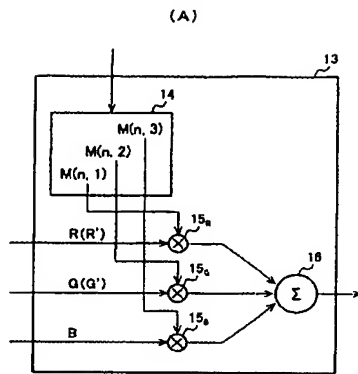 (A)
13
14
M(n, 3)
M(n, 2)
M(n, 1)
15R
R(R')
15G
16
G(G')
Σ
15B
B